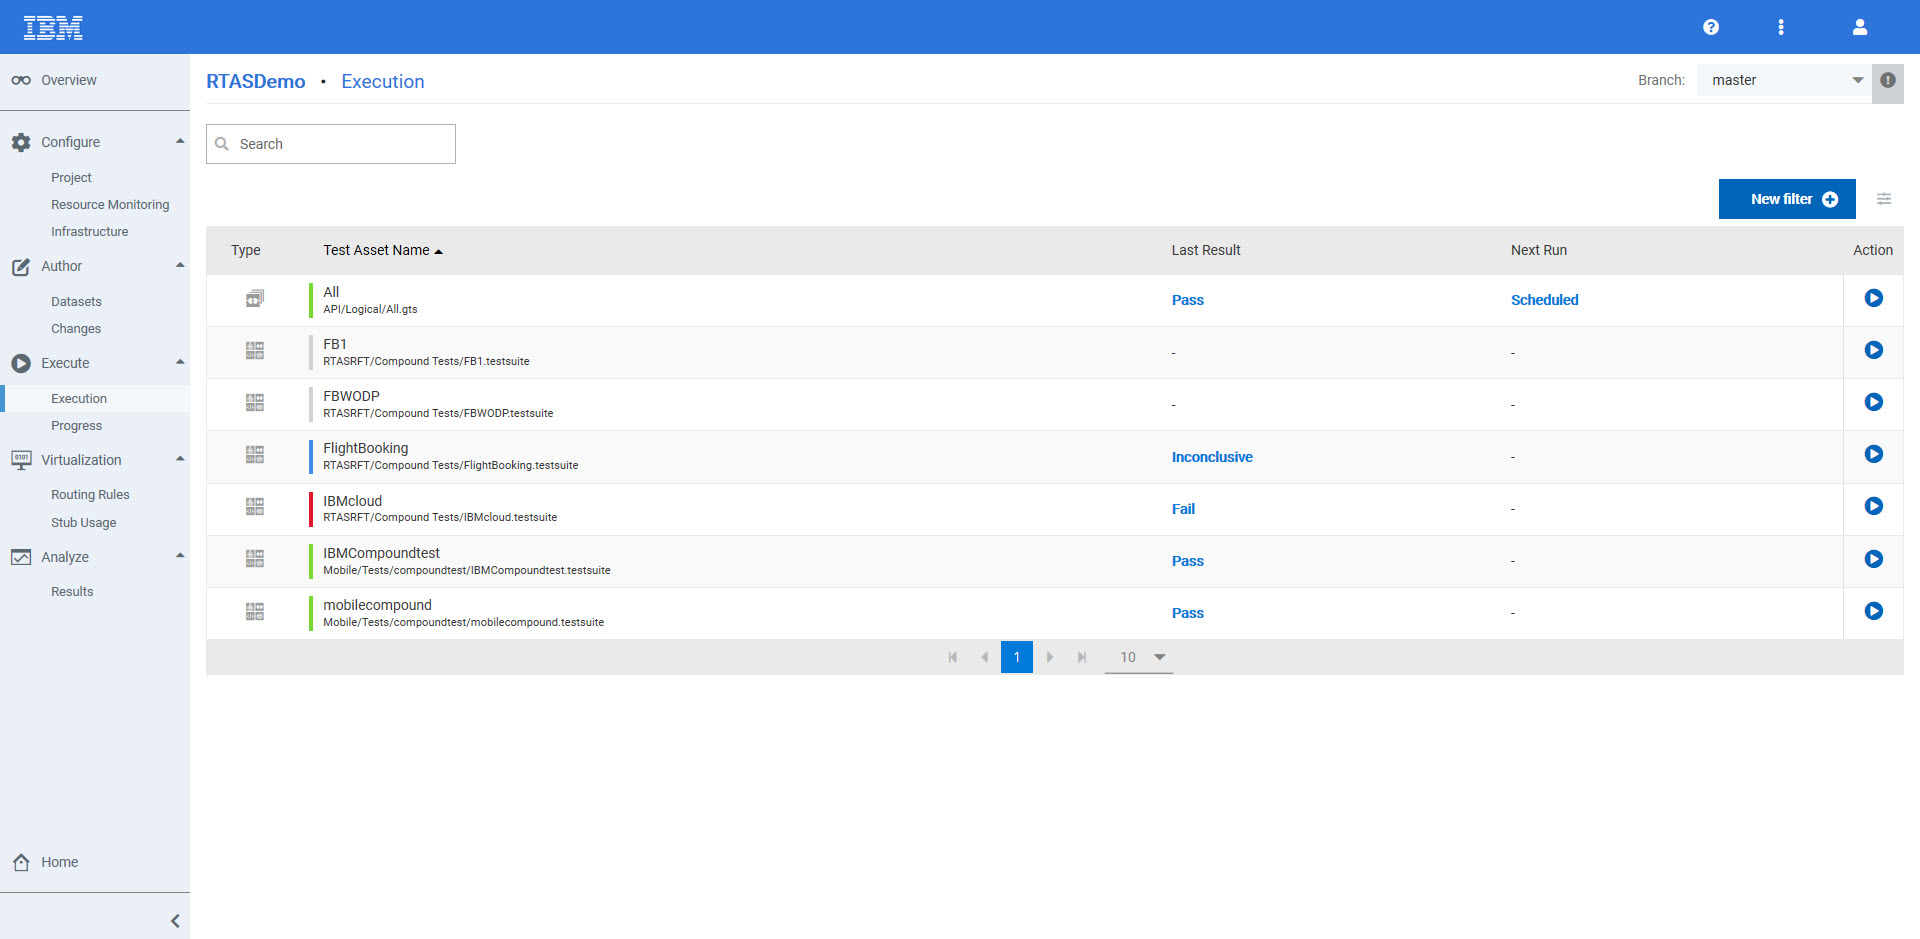 IBM
Overview
RTASDemo • Execution
Branch: master
Configure
Search
Project
Resource Monitoring
New filter
Infrastructure
Type Test Asset Name Last Result Next Run Action
Author
Datasets
All
API/Logical/All.gts
Pass Scheduled
Changes
FB1
RTASRFT/Compound Tests/FB1.testsuite
- -
Execute
Execution
FBWODP
RTASRFT/Compound Tests/FBWODP.testsuite
- -
Progress
FlightBooking
RTASRFT/Compound Tests/FlightBooking.testsuite
Inconclusive -
0101
Virtualization
Routing Rules
IBMcloud
RTASRFT/Compound Tests/IBMcloud.testsuite
Fail -
Stub Usage
Analyze
IBMCompoundtest
Mobile/Tests/compoundtest/IBMCompoundtest.testsuite
Pass -
Results
mobilecompound
Mobile/Tests/compoundtest/mobilecompound.testsuite
Pass -
1 10
Home